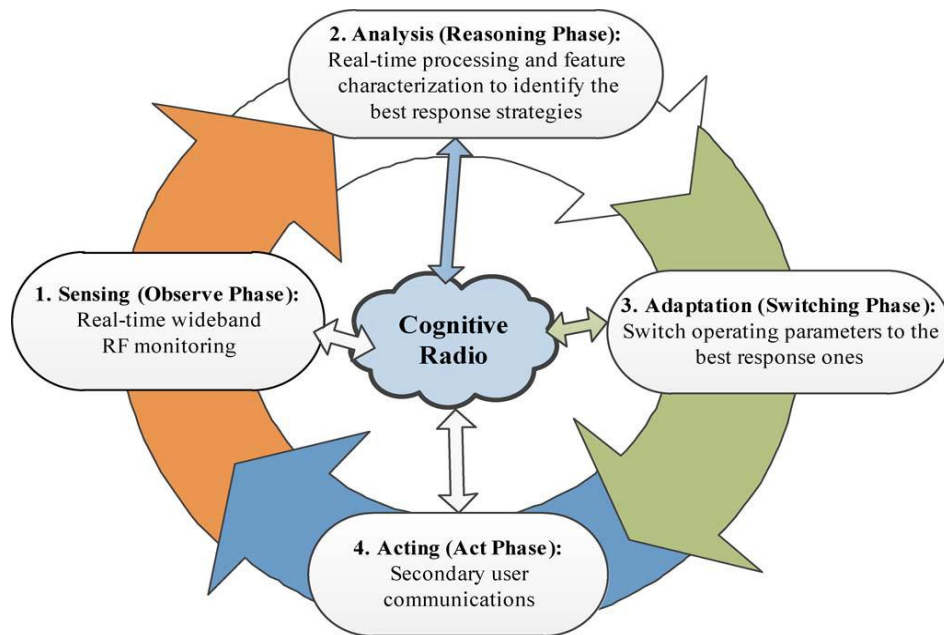 2. Analysis (Reasoning Phase):
Real-time processing and feature
characterization to identify the
best response strategies
1. Sensing (Observe Phase):
Real-time wideband
RF monitoring
Cognitive
Radio
3. Adaptation (Switching Phase):
Switch operating parameters to the
best response ones
4. Acting (Act Phase):
Secondary user
communications